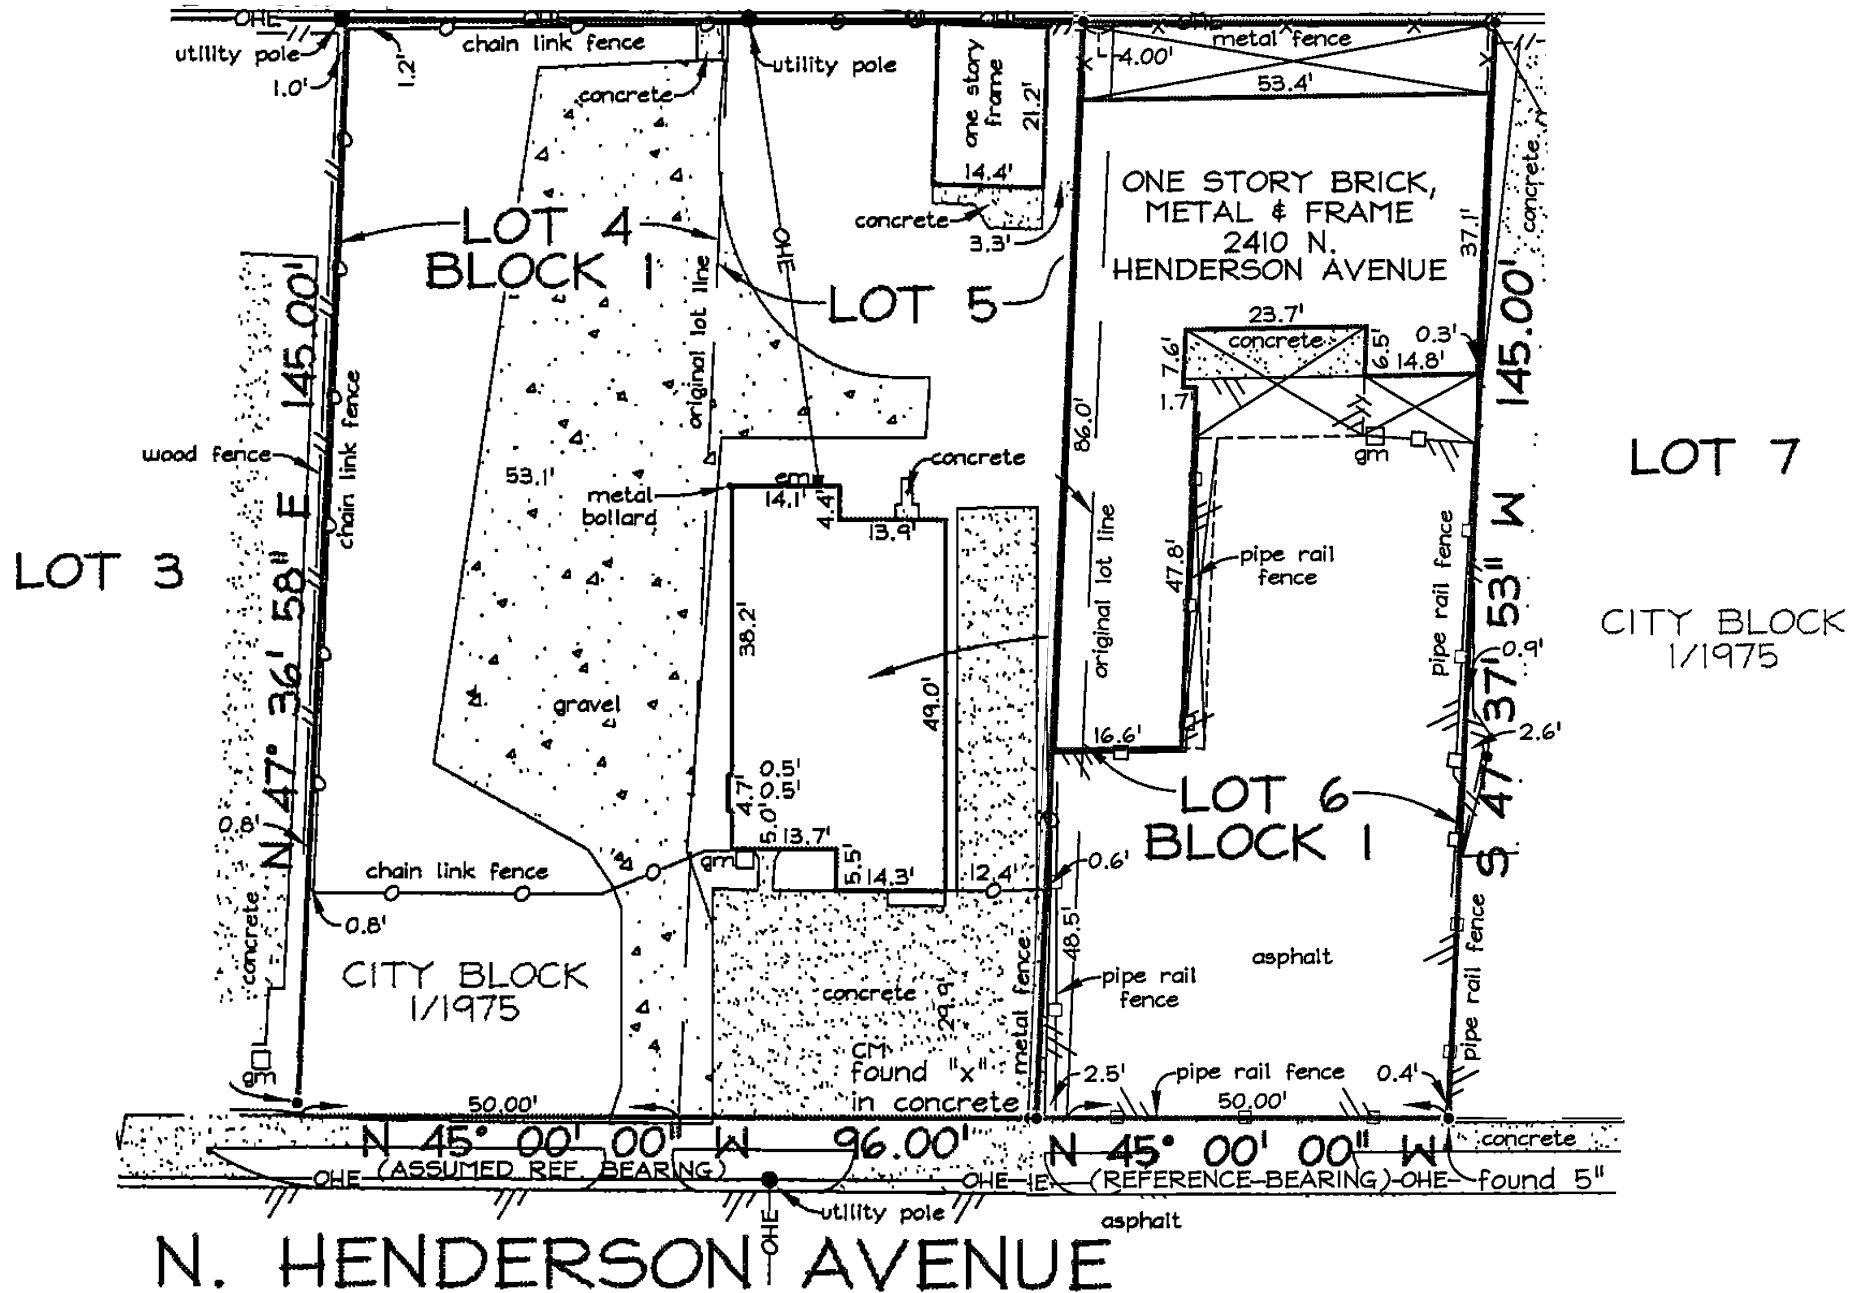 OHE
OHE
OHE
OHE
utility pole
1.0'
1.2'
chain link fence
concrete
utility pole
one story
frame
21.2'
14.4'
concrete
3.3'
4.00'
metal fence
53.4'
concrete
ONE STORY BRICK,
METAL & FRAME
2410 N.
HENDERSON AVENUE
37.1'
LOT 4
BLOCK 1
OHE
LOT 5
original lot line
23.7'
concrete
7.6'
6.5'
0.3'
14.8'
1.7'
gm
N 47° 36' 58" E 145.00'
S 47° 37' 53" W 145.00'
wood fence
chain link fence
53.1'
metal
bollard
em
14.1'
4.4'
concrete
13.9'
86.0'
original lot line
47.8'
pipe rail
fence
pipe rail fence
LOT 7
LOT 3
CITY BLOCK
1/1975
0.9'
2.6'
38.2'
49.0'
gravel
16.6'
LOT 6
BLOCK 1
0.5'
0.5'
4.7'
5.0'
13.7'
gm
5.5'
14.3'
12.4'
0.6'
0.8'
chain link fence
0.8'
concrete
CITY BLOCK
1/1975
concrete
29.9'
metal fence
48.5'
pipe rail
fence
asphalt
pipe rail fence
CM
found "x"
in concrete
gm
2.5'
pipe rail fence
0.4'
50.00'
50.00'
N 45° 00' 00" W 96.00'
(ASSUMED REF. BEARING)
N 45° 00' 00" W
(REFERENCE BEARING)
concrete
found 5"
OHE
OHE
OHE
utility pole
OHE
asphalt
N. HENDERSON AVENUE